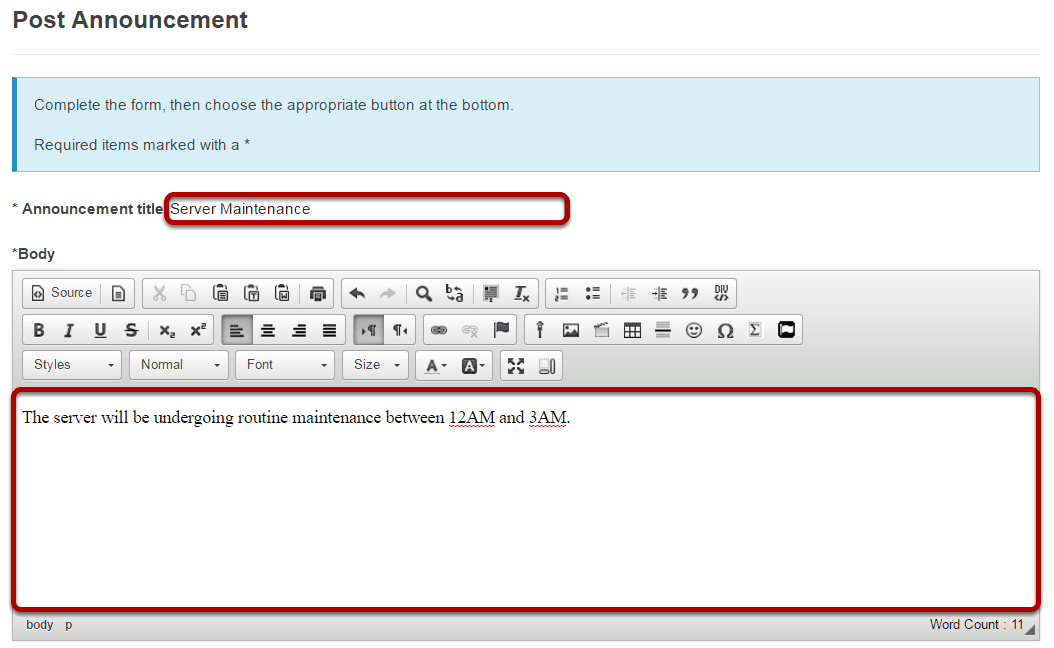 Post Announcement
Complete the form, then choose the appropriate button at the bottom.
Required items marked with a *
* Announcement title Server Maintenance
*Body
Source
Styles Normal Font Size
The server will be undergoing routine maintenance between 12AM and 3AM.
body p Word Count : 11